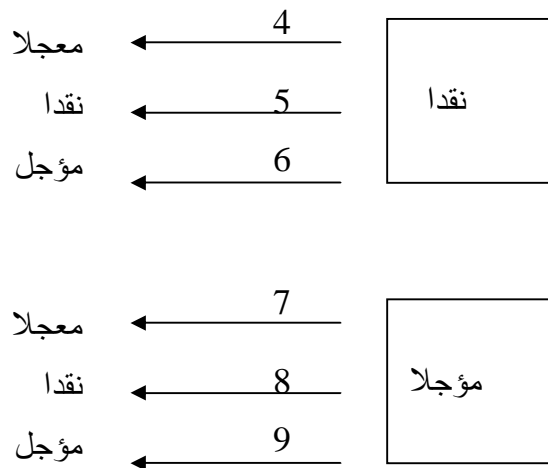 4 معجلا
نقدا 5 نقدا
6 مؤجل
7 معجلا
مؤجلا 8 نقدا
9 مؤجل